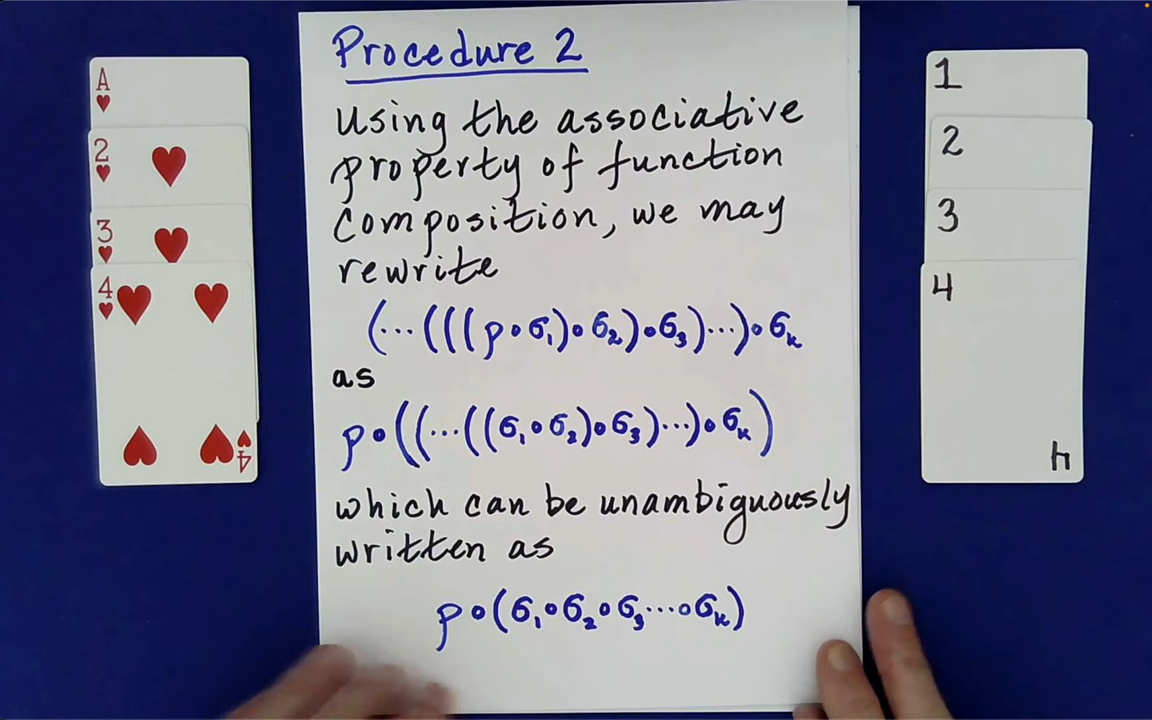 Procedure 2
Using the associative
property of function
composition, we may
rewrite
(···(((p∘σ₁)∘σ₂)∘σ₃)···)∘σₖ
as
p∘((···((σ₁∘σ₂)∘σ₃)···)∘σₖ)
which can be unambiguously
written as
p∘(σ₁∘σ₂∘σ₃···∘σₖ)
A
2
3
4
4
1
2
3
4
4